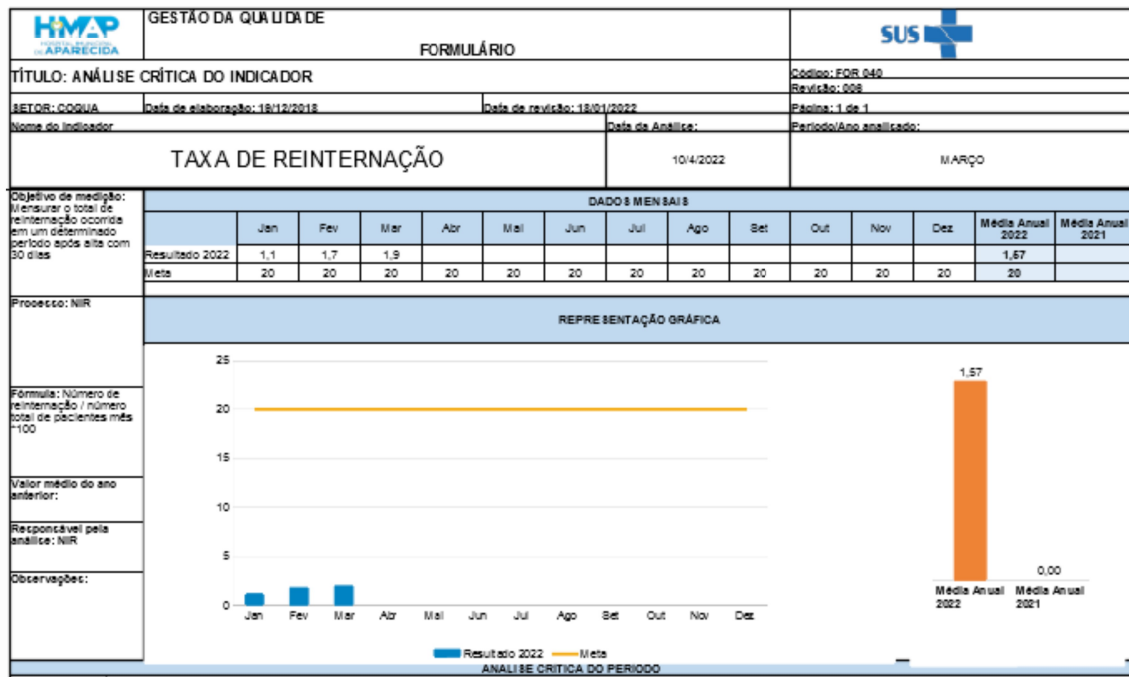 HMAP
HOSPITAL MUNICIPAL
DE APARECIDA
GESTÃO DA QUALIDADE
FORMULÁRIO
SUS
TÍTULO: ANÁLISE CRÍTICA DO INDICADOR
Código: FOR 040
Revisão: 006
SETOR: COQUA
Data de elaboração: 19/12/2018
Data de revisão: 18/01/2022
Página: 1 de 1
Nome do Indicador
Data da Análise:
Período/Ano analisado:
TAXA DE REINTERNAÇÃO
10/4/2022
MARÇO
Objetivo de medição:
Mensurar o total de
reinternação ocorrida
em um determinado
período após alta com
30 dias
DADOS MENSAIS
Jan Fev Mar Abr Mai Jun Jul Ago Set Out Nov Dez Média Anual 2022 Média Anual 2021
Resultado 2022 1,1 1,7 1,9 1,57
Meta 20 20 20 20 20 20 20 20 20 20 20 20 20
Processo: NIR
REPRESENTAÇÃO GRÁFICA
Fórmula: Número de
reinternação / número
total de pacientes mês
*100
Valor médio do ano
anterior:
Responsável pela
análise: NIR
Observações:
25
20
15
10
5
0
Jan Fev Mar Abr Mai Jun Jul Ago Set Out Nov Dez
Resultado 2022 Meta
1,57
0,00
Média Anual Média Anual
2022 2021
ANALISE CRITICA DO PERIODO